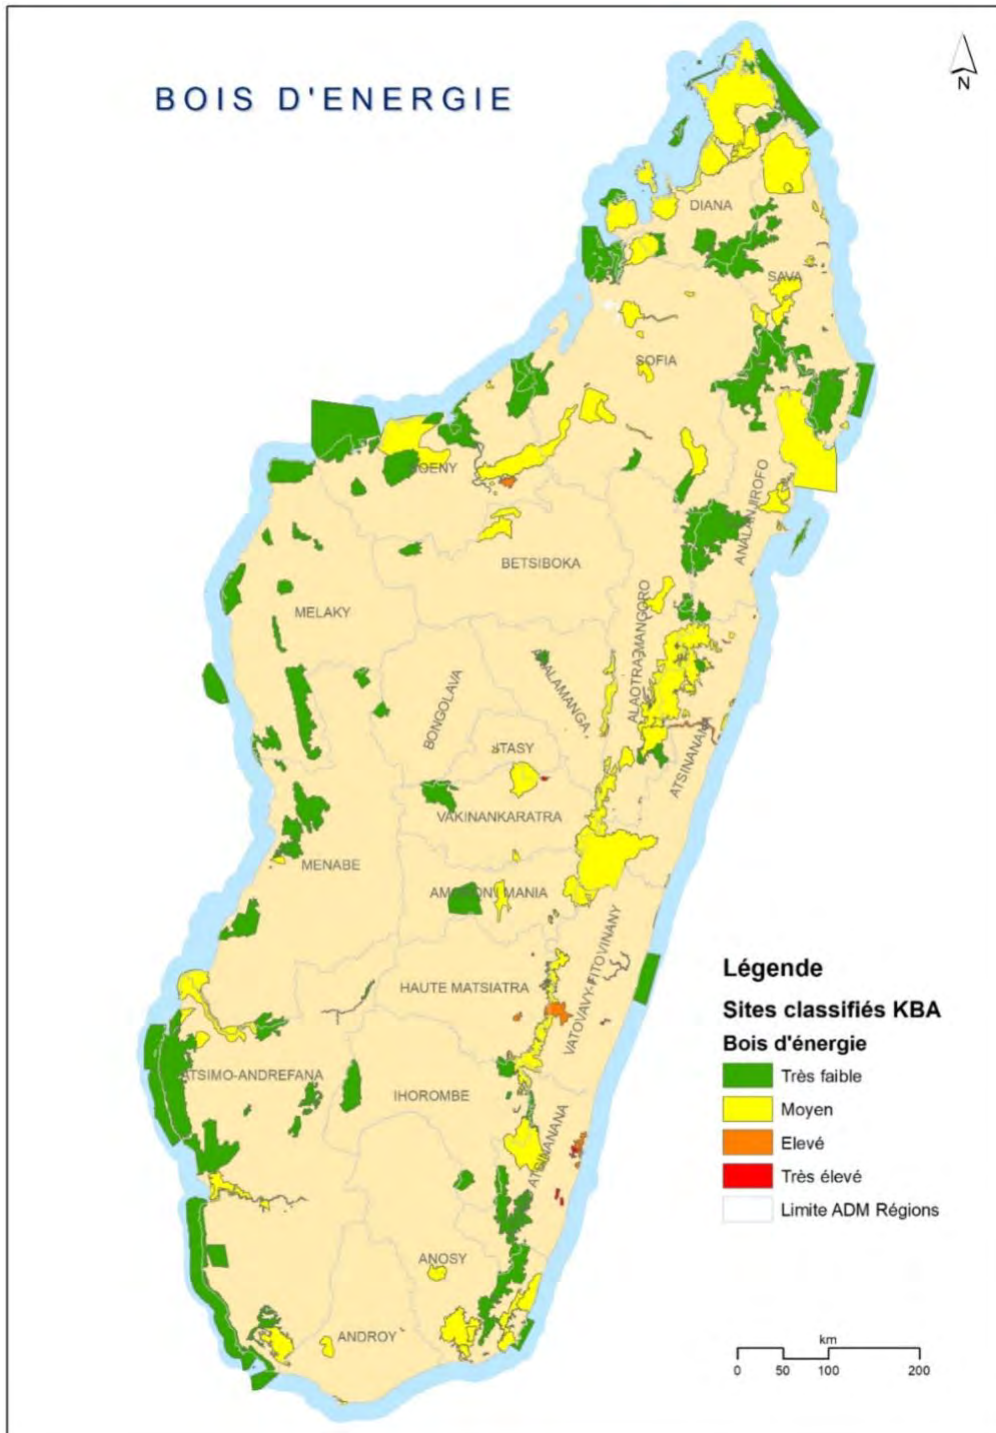 BOIS D'ENERGIE
N
DIANA
SAVA
SOFIA
BOENY
ANALANJIROFO
BETSIBOKA
MELAKY
ALAOTRA-MANGORO
BONGOLAVA
ANALAMANGA
ITASY
ATSINANANA
VAKINANKARATRA
MENABE
AMORONI MANIA
VATOVAVY-FITOVINANY
HAUTE MATSIATRA
ATSIMO-ANDREFANA
IHOROMBE
ATSINANANA
ANOSY
ANDROY
Légende
Sites classifiés KBA
Bois d'énergie
Très faible
Moyen
Elevé
Très élevé
Limite ADM Régions
km
0 50 100 200